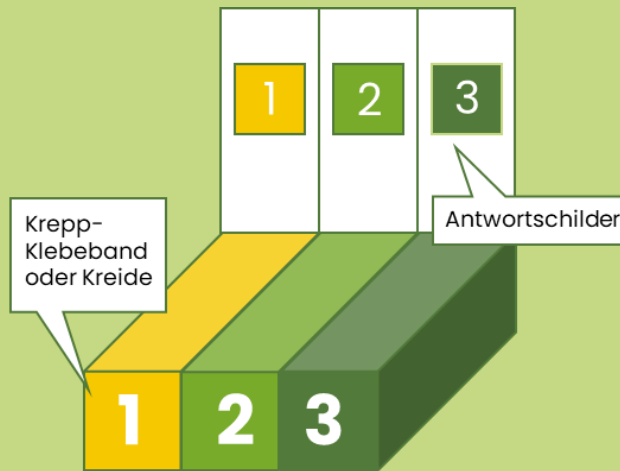 1 2 3
Krepp-
Klebeband
oder Kreide
Antwortschilder
1 2 3